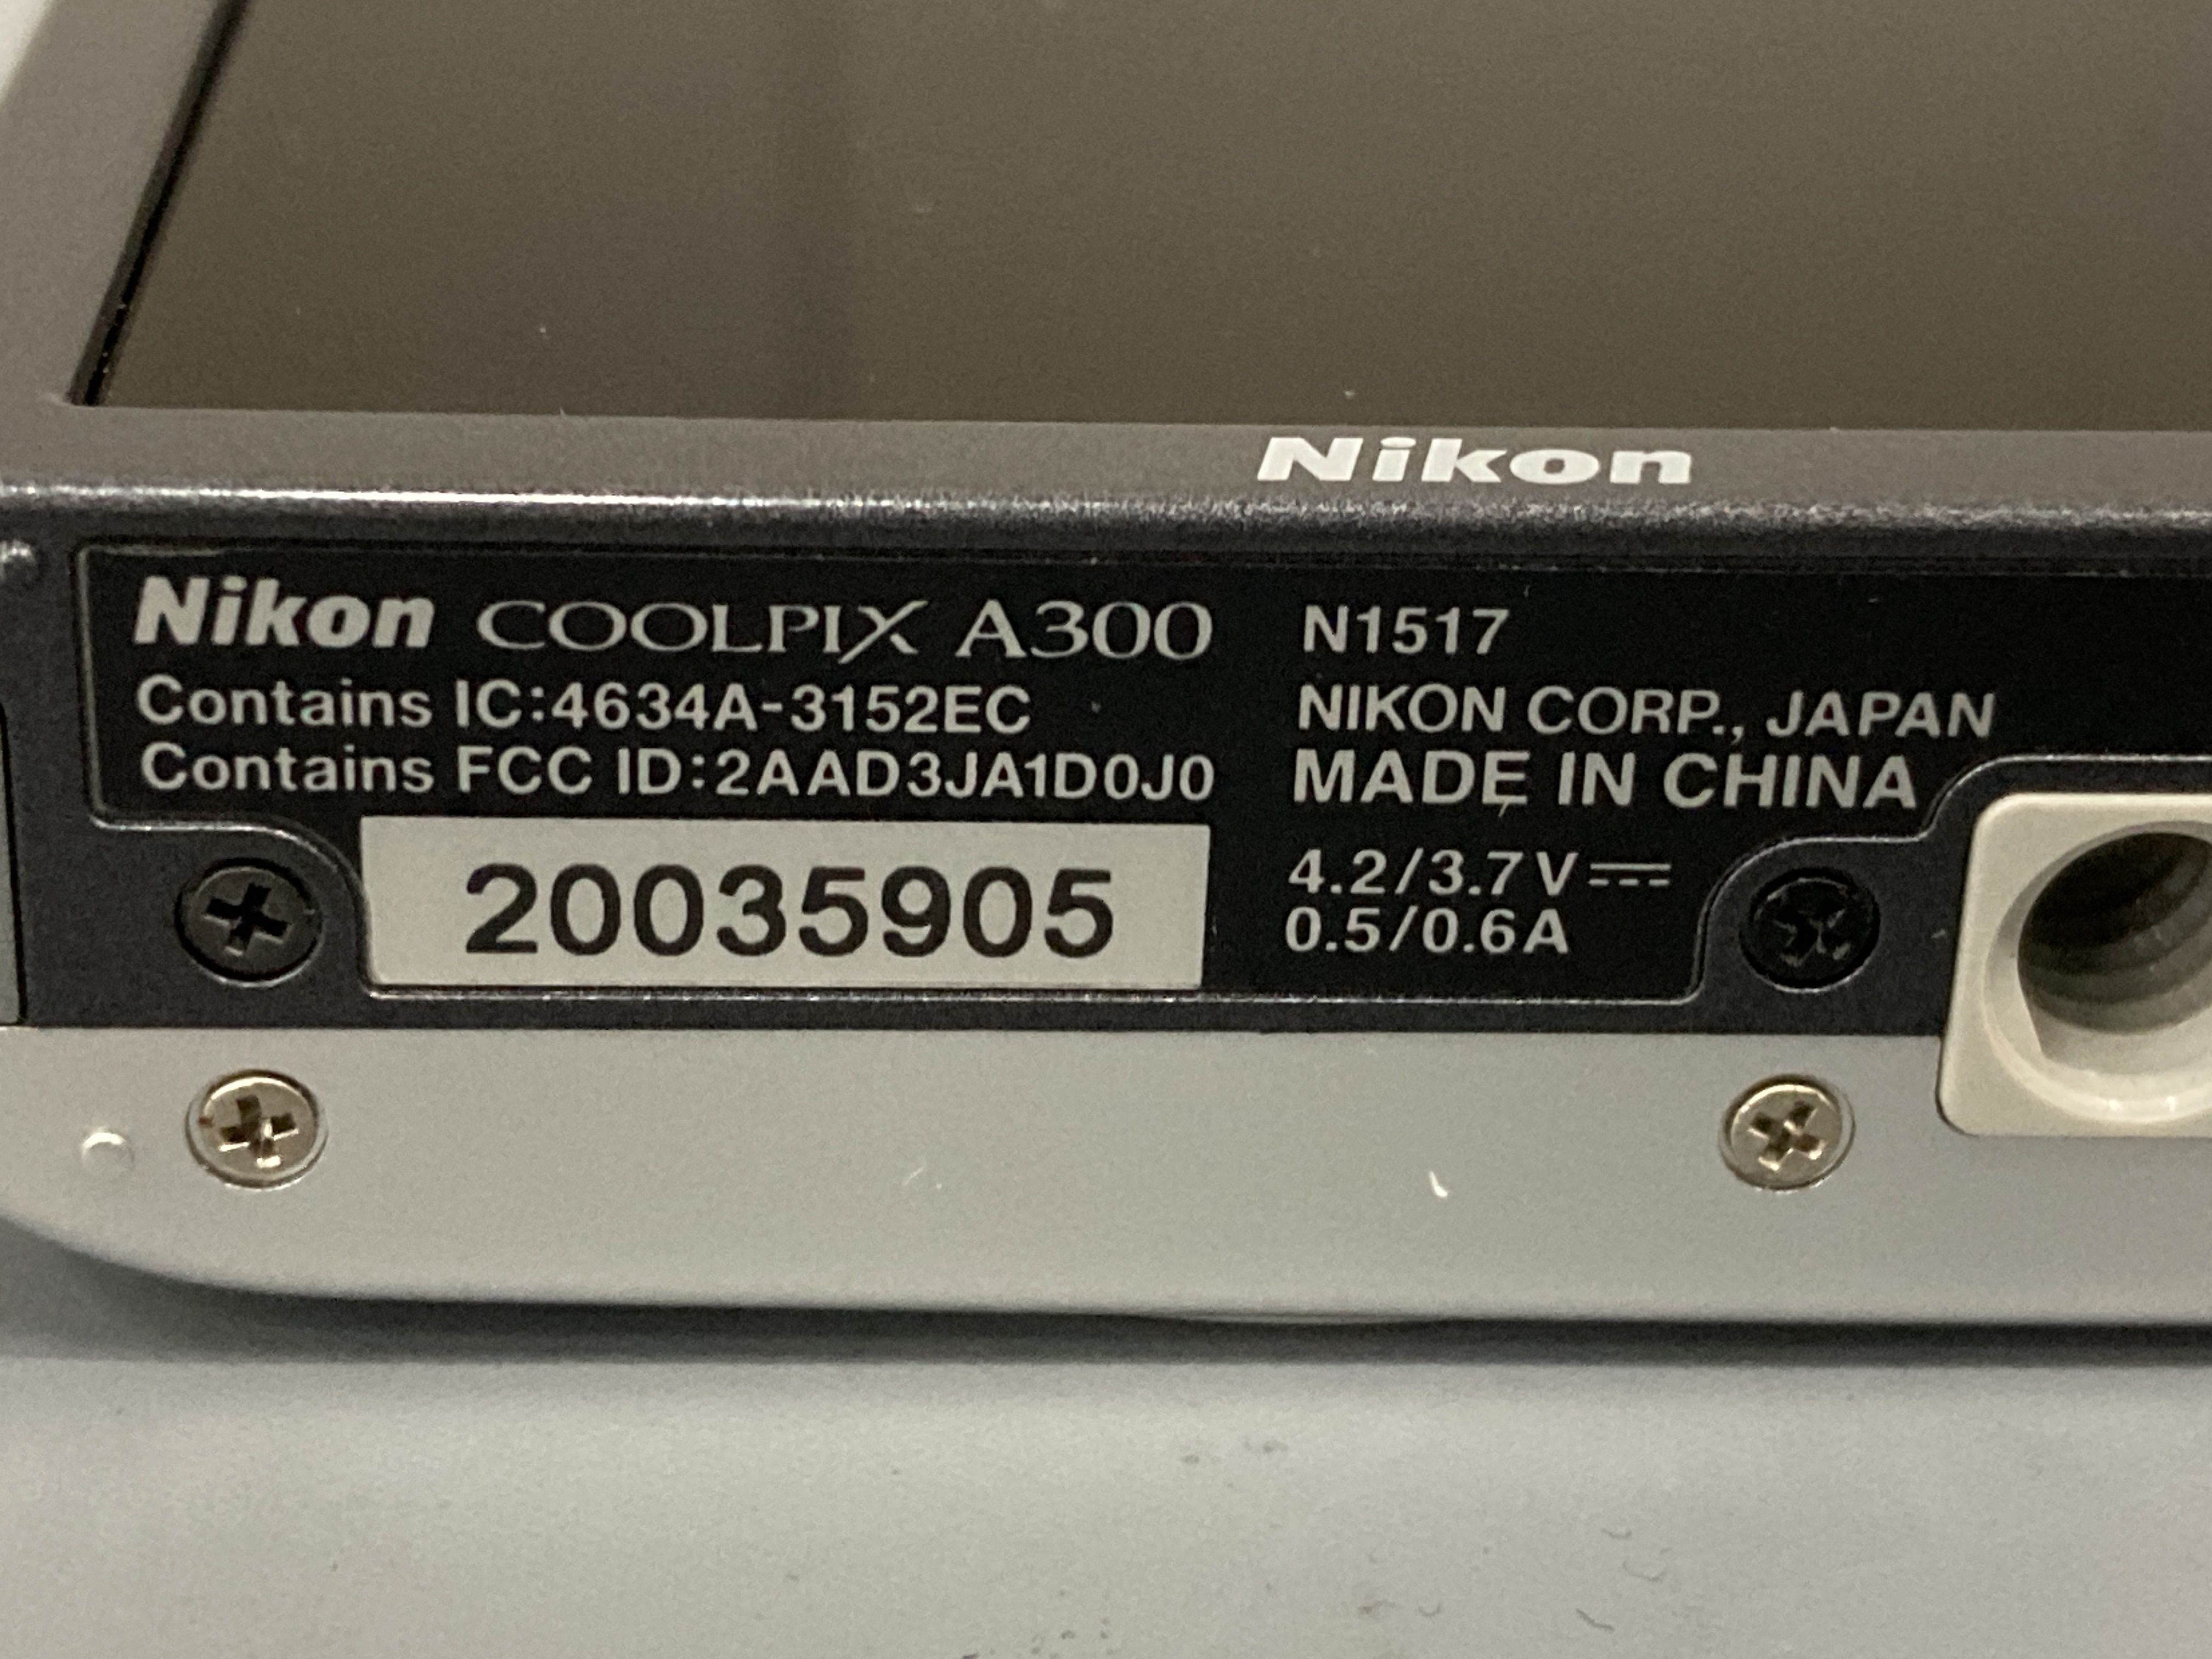 Nikon
Nikon COOLPIX A300
Contains IC:4634A-3152EC
Contains FCC ID:2AAD3JA1D0J0
20035905
N1517
NIKON CORP., JAPAN
MADE IN CHINA
4.2/3.7V⎓
0.5/0.6A